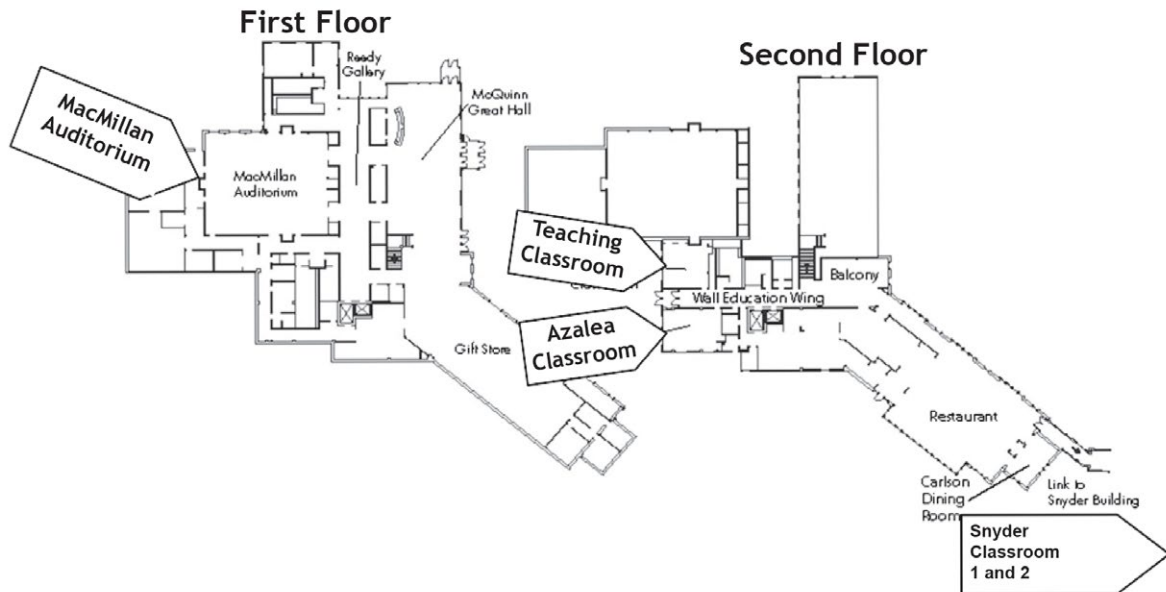 First Floor
Second Floor
MacMillan
Auditorium
Reedy
Gallery
McQuinn
Great Hall
MacMillan
Auditorium
Gift Store
Teaching
Classroom
Wall Education Wing
Balcony
Azalea
Classroom
Restaurant
Carlson
Dining
Room
Link to
Snyder Building
Snyder
Classroom
1 and 2